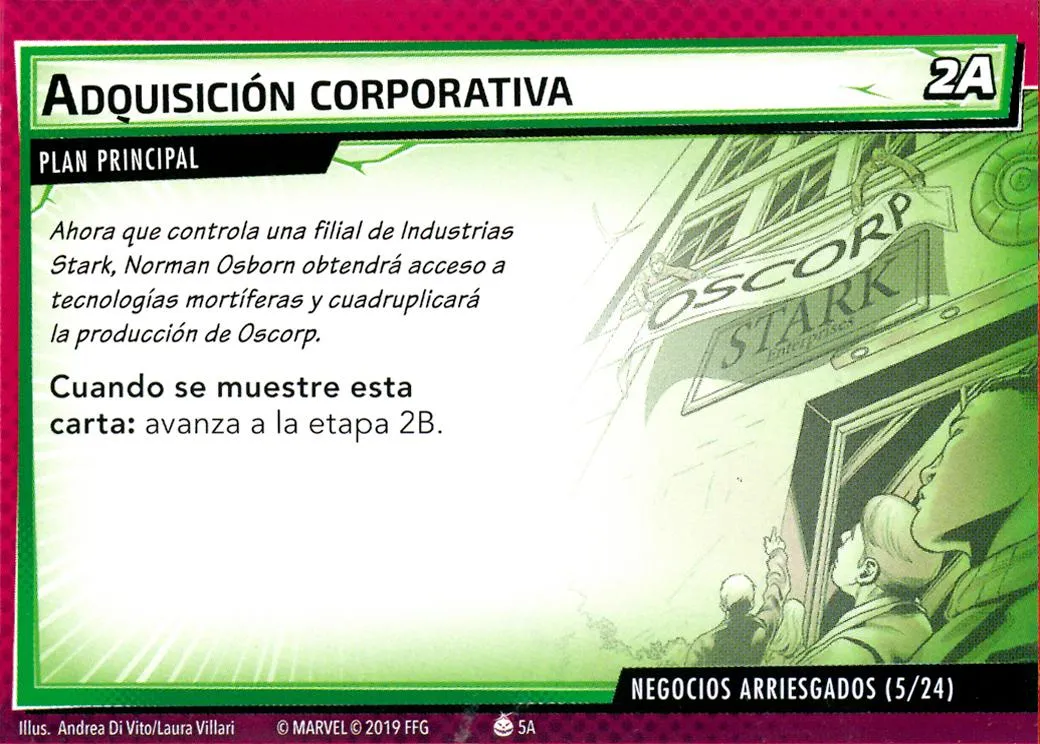 ADQUISICIÓN CORPORATIVA
2A
PLAN PRINCIPAL
Ahora que controla una filial de Industrias
Stark, Norman Osborn obtendrá acceso a
tecnologías mortíferas y cuadruplicará
la producción de Oscorp.
Cuando se muestre esta
carta: avanza a la etapa 2B.
OSCORP
STARK
Enterprises
NEGOCIOS ARRIESGADOS (5/24)
Illus. Andrea Di Vito/Laura Villari © MARVEL © 2019 FFG 5A